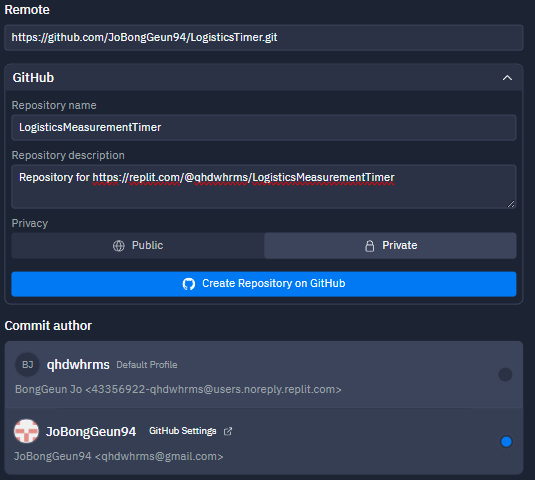 Remote
https://github.com/JoBongGeun94/LogisticsTimer.git
GitHub
Repository name
LogisticsMeasurementTimer
Repository description
Repository for https://replit.com/@qhdwhrms/LogisticsMeasurementTimer
Privacy
Public Private
Create Repository on GitHub
Commit author
BJ qhdwhrms Default Profile
BongGeun Jo <43356922-qhdwhrms@users.noreply.replit.com>
JoBongGeun94 GitHub Settings
JoBongGeun94 <qhdwhrms@gmail.com>